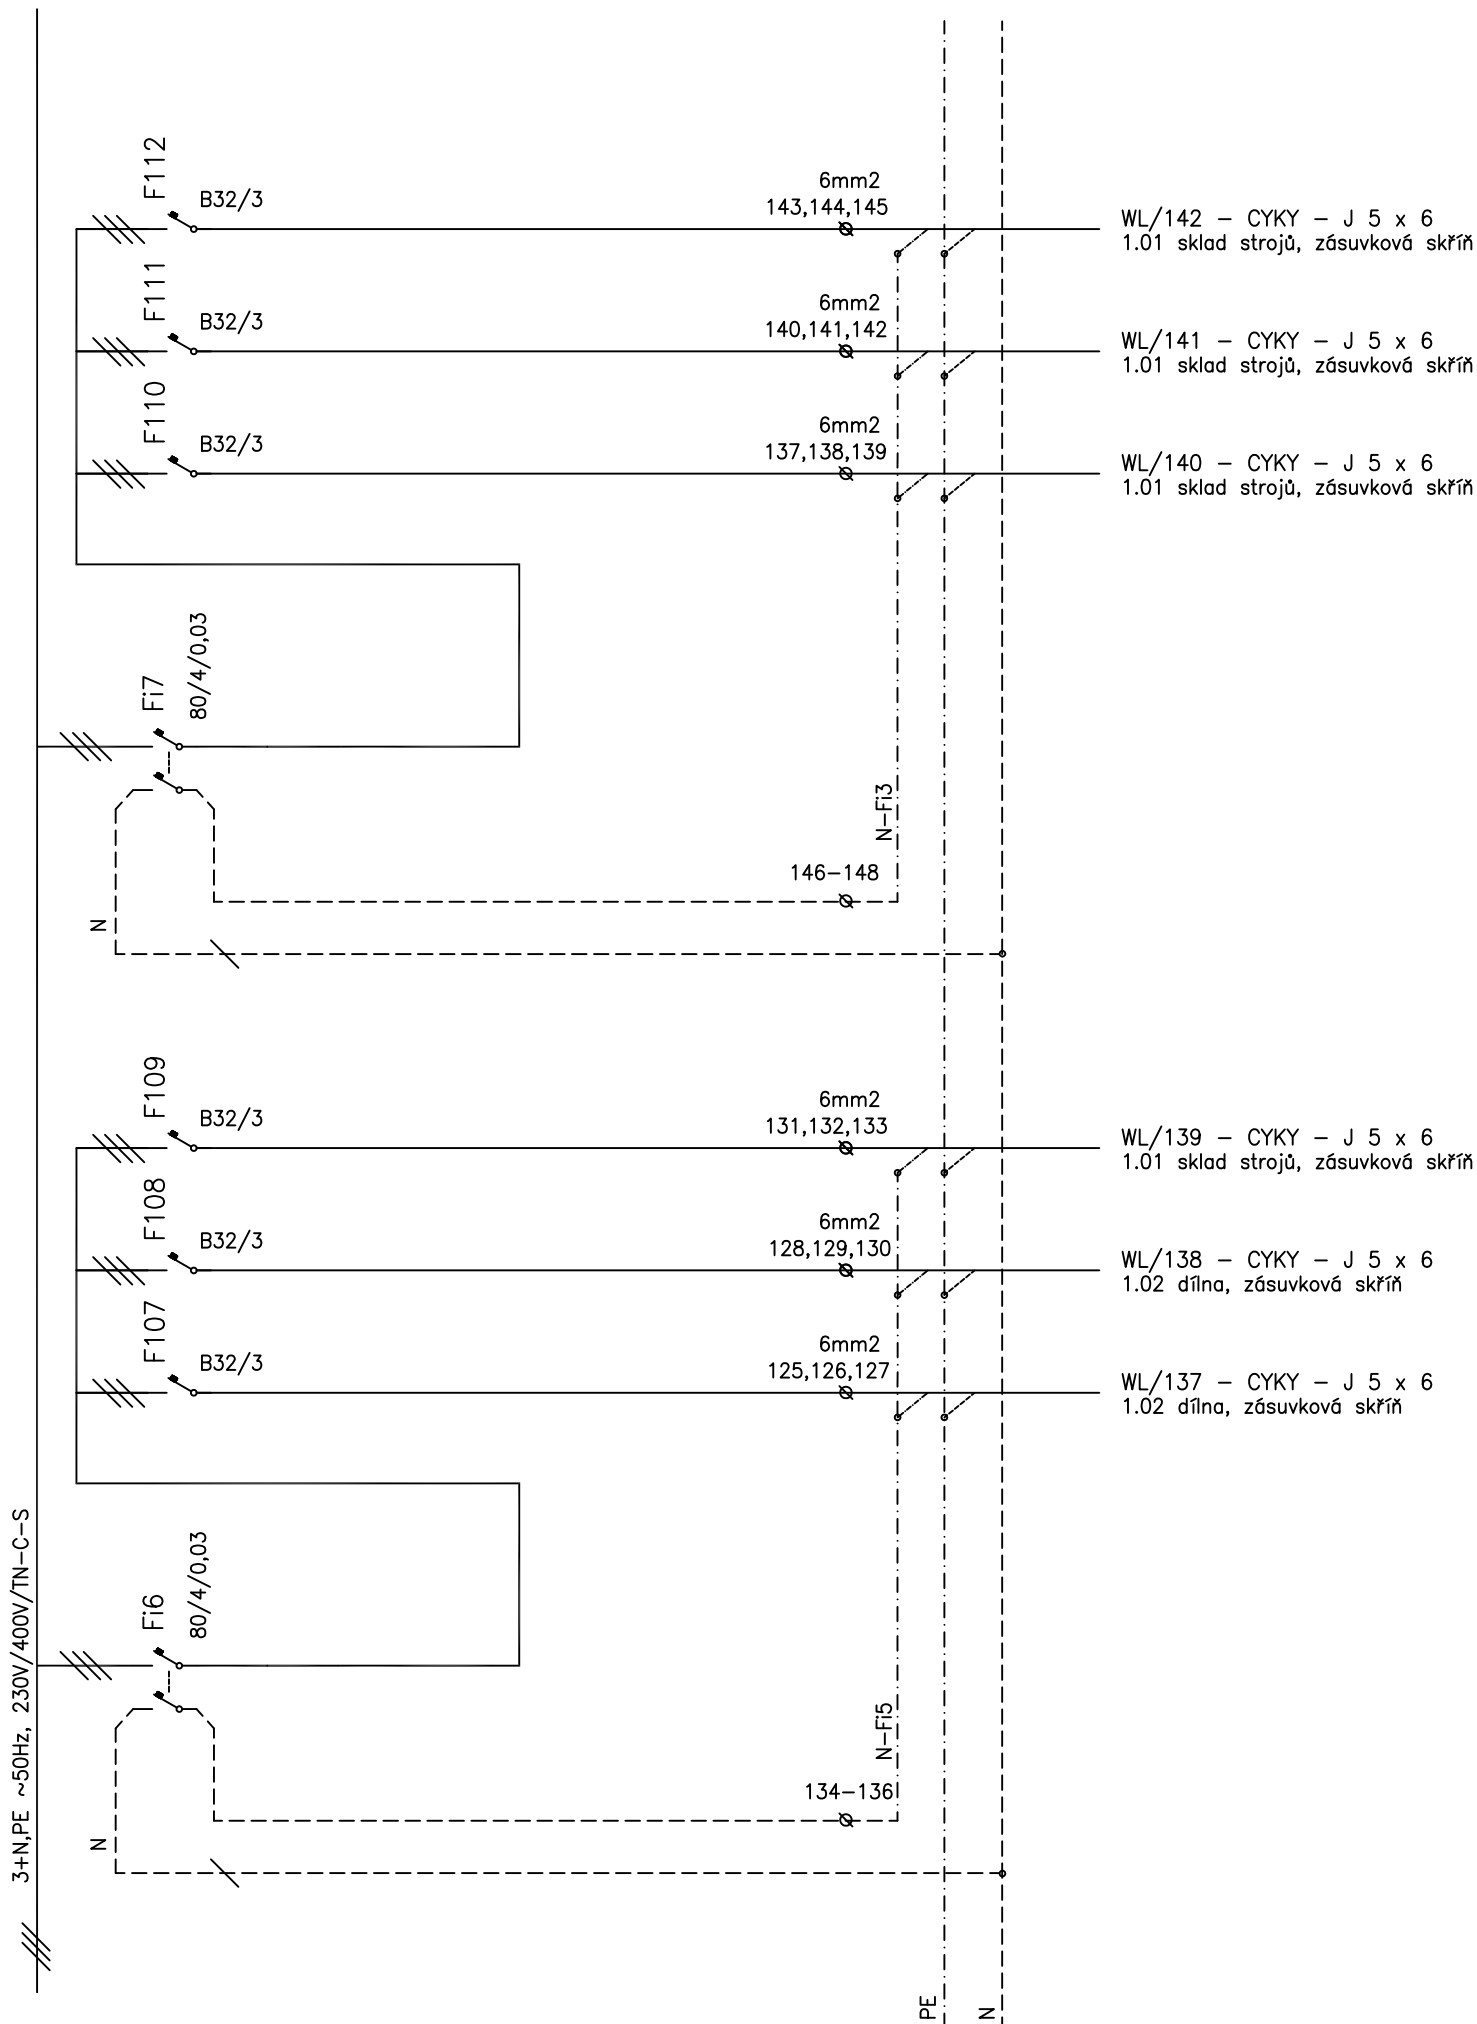 F112
B32/3
6mm2
143,144,145
WL/142 – CYKY – J 5 x 6
1.01 sklad strojů, zásuvková skříň
F111
B32/3
6mm2
140,141,142
WL/141 – CYKY – J 5 x 6
1.01 sklad strojů, zásuvková skříň
F110
B32/3
6mm2
137,138,139
WL/140 – CYKY – J 5 x 6
1.01 sklad strojů, zásuvková skříň
Fi7
80/4/0,03
N–Fi3
146–148
N
F109
B32/3
6mm2
131,132,133
WL/139 – CYKY – J 5 x 6
1.01 sklad strojů, zásuvková skříň
F108
B32/3
6mm2
128,129,130
WL/138 – CYKY – J 5 x 6
1.02 dílna, zásuvková skříň
F107
B32/3
6mm2
125,126,127
WL/137 – CYKY – J 5 x 6
1.02 dílna, zásuvková skříň
3+N,PE ~50Hz, 230V/400V/TN–C–S
Fi6
80/4/0,03
N–Fi5
134–136
N
PE
N